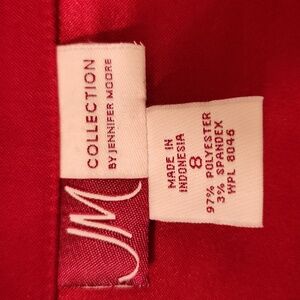 JM
COLLECTION
BY JENNIFER MOORE
MADE IN
INDONESIA
8
97% POLYESTER
3% SPANDEX
WPL 8046